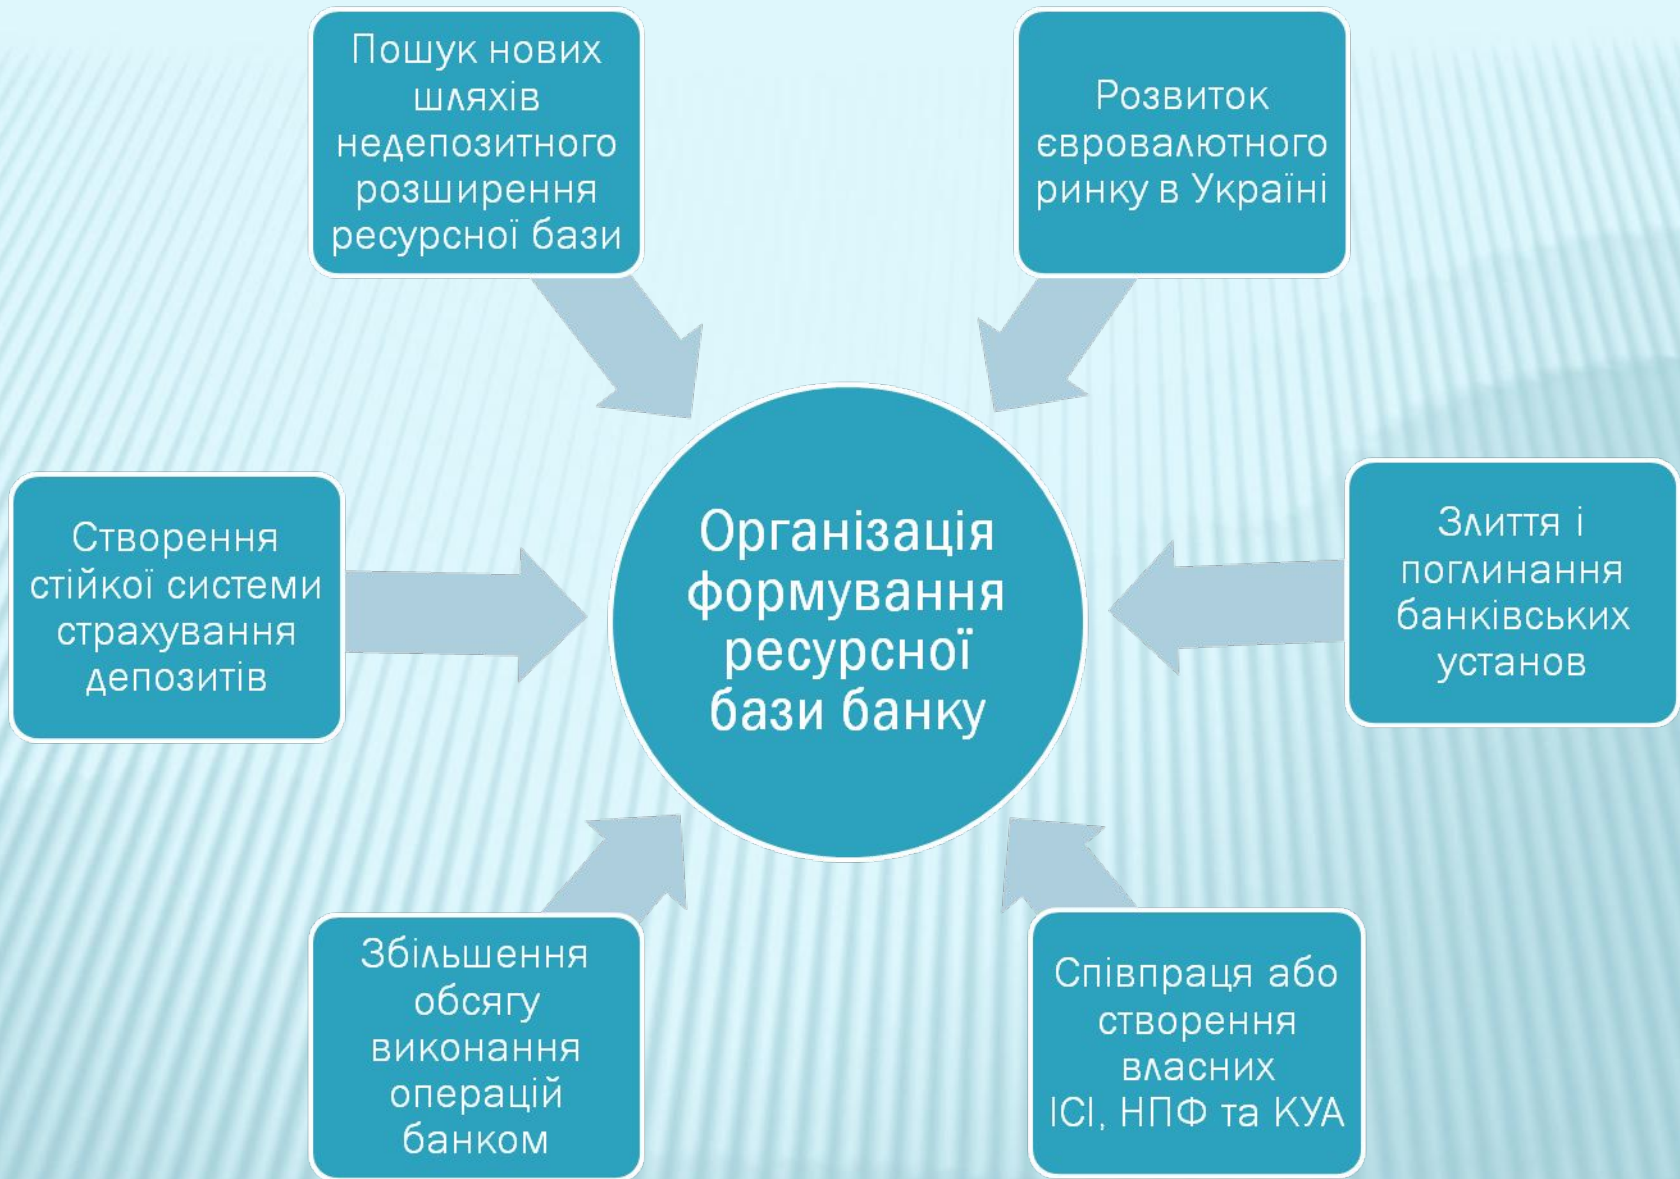 Пошук нових
шляхів
недепозитного
розширення
ресурсної бази
Розвиток
євровалютного
ринку в Україні
Створення
стійкої системи
страхування
депозитів
Організація
формування
ресурсної
бази банку
Злиття і
поглинання
банківських
установ
Збільшення
обсягу
виконання
операцій
банком
Співпраця або
створення
власних
ІСІ, НПФ та КУА